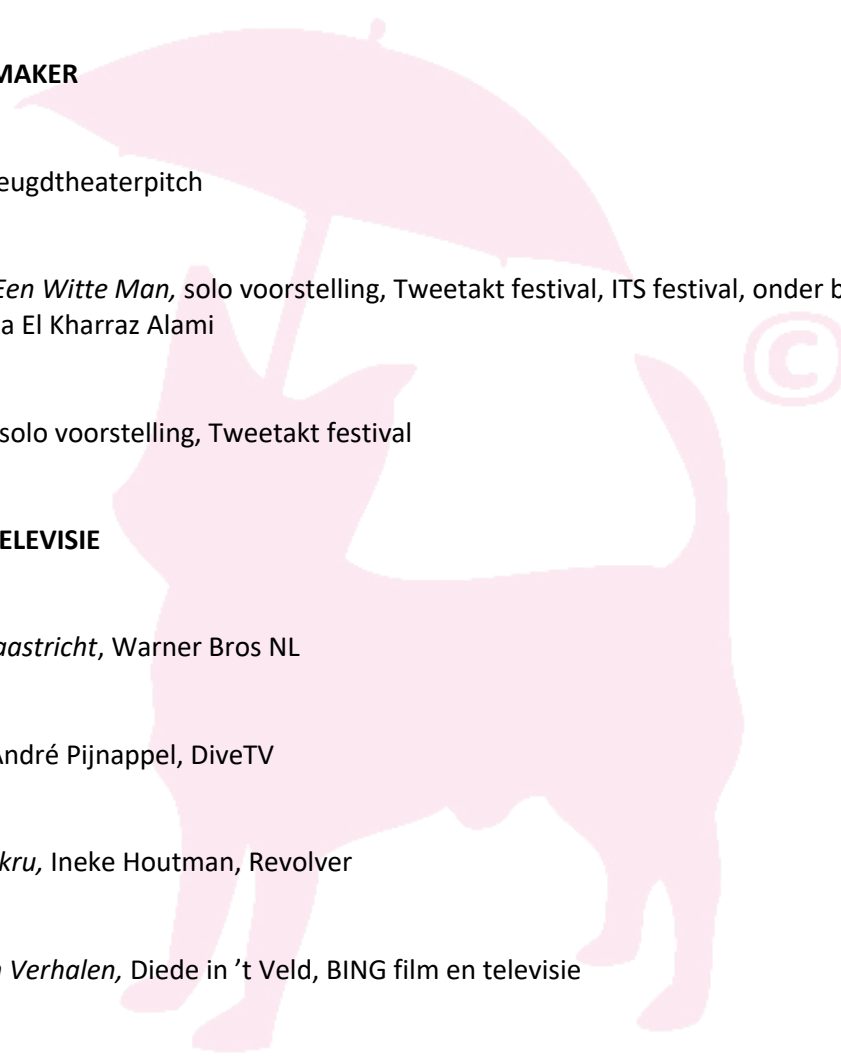 MAKER
eugdtheaterpitch
Een Witte Man, solo voorstelling, Tweetakt festival, ITS festival, onder b
a El Kharraz Alami
solo voorstelling, Tweetakt festival
ELEVISIE
aastricht, Warner Bros NL
André Pijnappel, DiveTV
kru, Ineke Houtman, Revolver
n Verhalen, Diede in ’t Veld, BING film en televisie
©